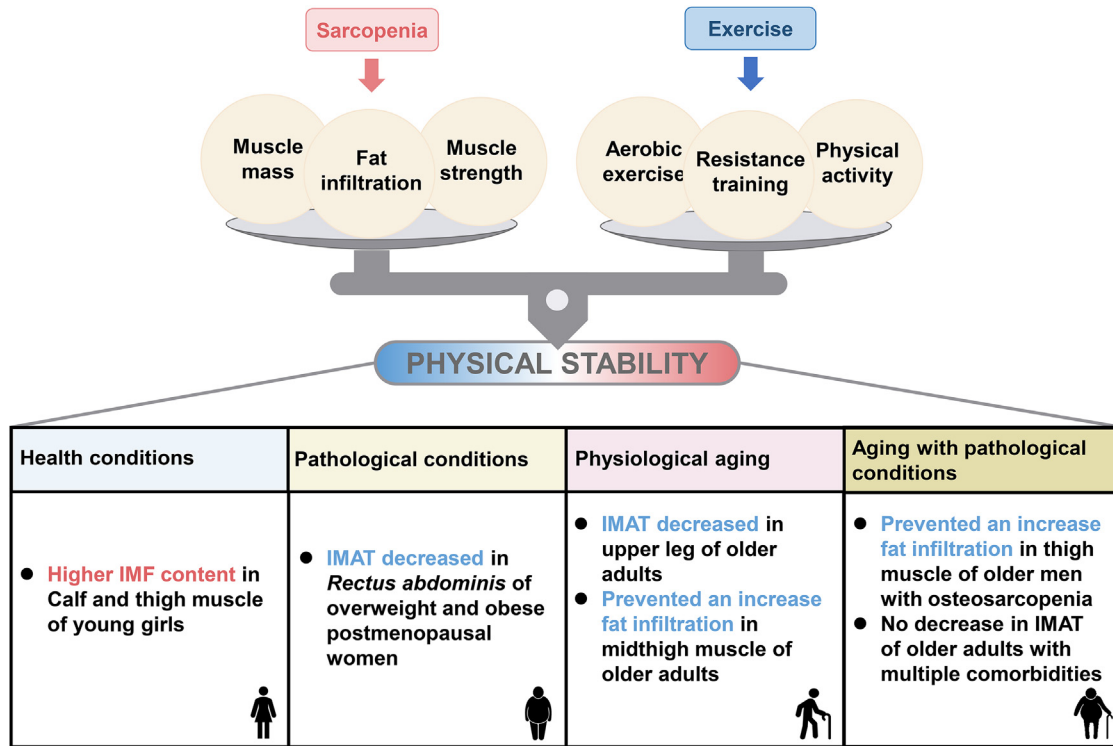 Sarcopenia
Exercise
Muscle
mass
Fat
infiltration
Muscle
strength
Aerobic
exercise
Resistance
training
Physical
activity
PHYSICAL STABILITY
Health conditions
● Higher IMF content in
Calf and thigh muscle
of young girls
Pathological conditions
● IMAT decreased in
Rectus abdominis of
overweight and obese
postmenopausal
women
Physiological aging
● IMAT decreased in
upper leg of older
adults
● Prevented an increase
fat infiltration in
midthigh muscle of
older adults
Aging with pathological
conditions
● Prevented an increase
fat infiltration in thigh
muscle of older men
with osteosarcopenia
● No decrease in IMAT
of older adults with
multiple comorbidities